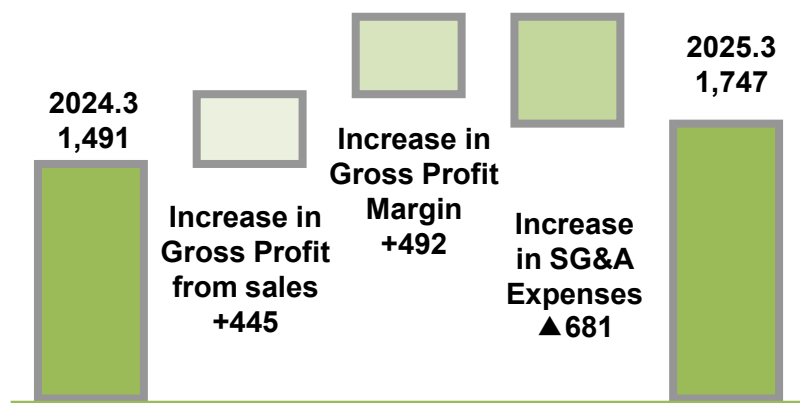 2024.3
1,491
Increase in
Gross Profit
from sales
+445
Increase in
Gross Profit
Margin
+492
Increase
in SG&A
Expenses
▲681
2025.3
1,747